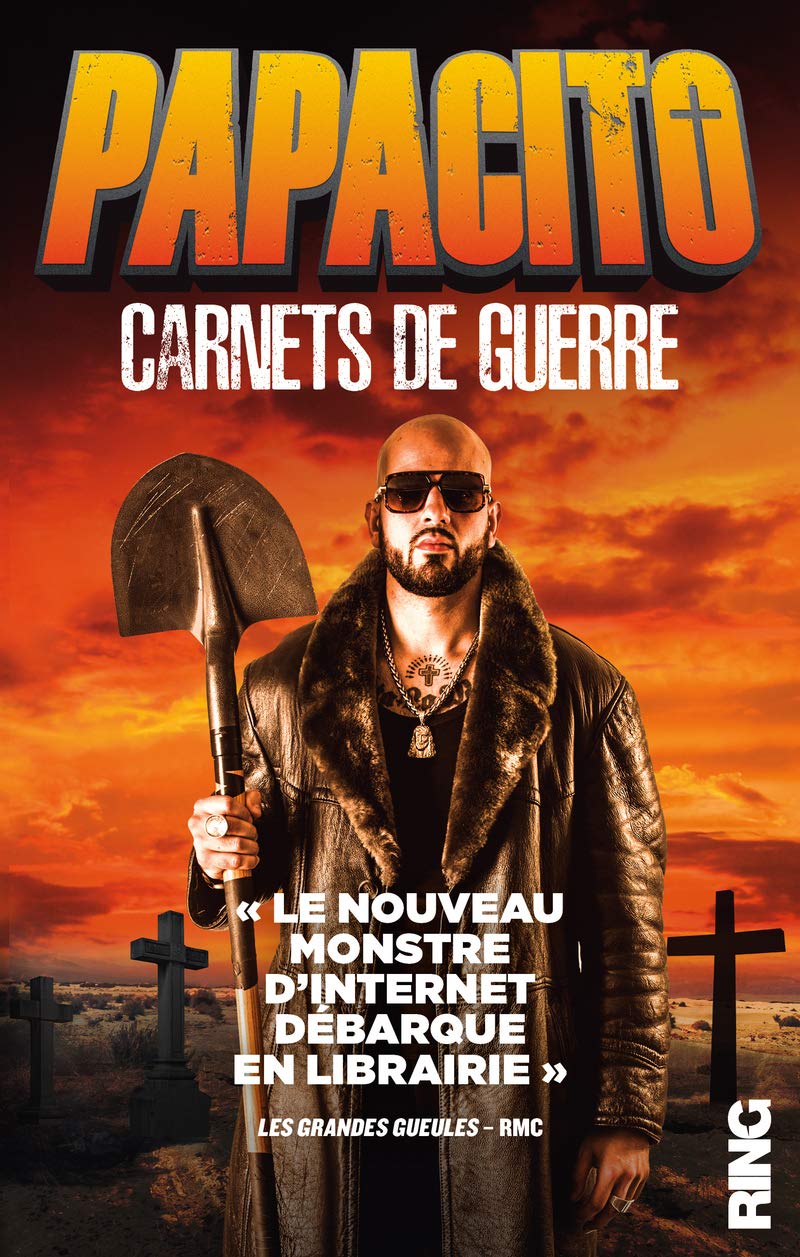 PAPACITO
CARNETS DE GUERRE
« LE NOUVEAU
MONSTRE
D'INTERNET
DÉBARQUE
EN LIBRAIRIE »
LES GRANDES GUEULES – RMC
RING